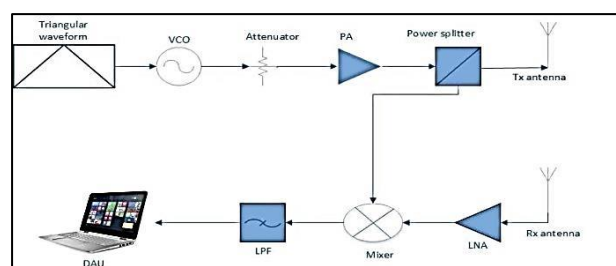 Triangular
waveform
VCO
Attenuator
PA
Power splitter
Tx antenna
DAU
LPF
Mixer
LNA
Rx antenna